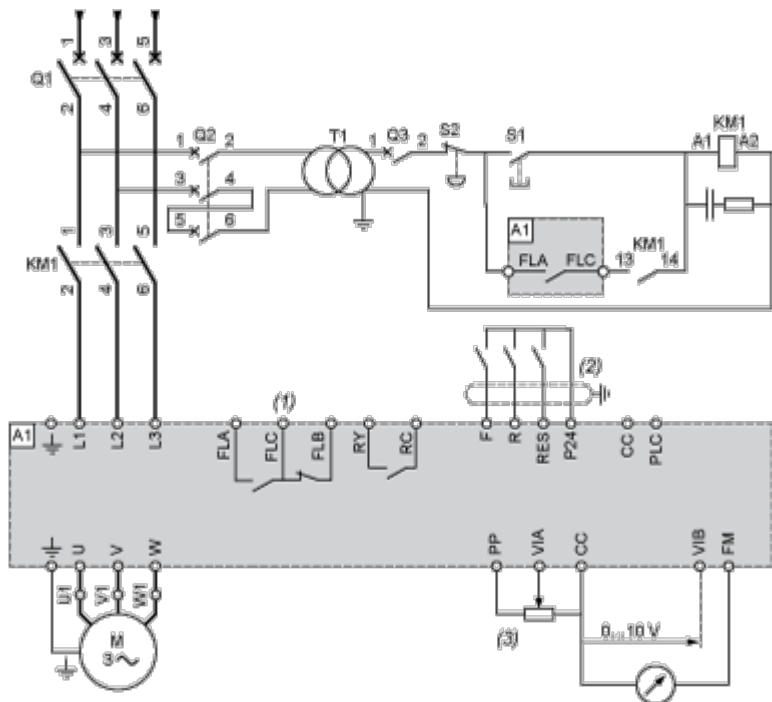 1 3 5
Q1
2 4 6
1 Q2 2
3 4
5 6
T1
1 Q3 2
S2
S1
KM1
A1 A2
A1
FLA FLC
KM1
13 14
1 3 5
KM1
2 4 6
(1)
(2)
A1
L1 L2 L3
FLA FLC FLB RY RC
F R RES P24 CC PLC
U V W
PP VIA CC VIB FM
U1 V1 W1
M
3
(3)
0 ... 10 V